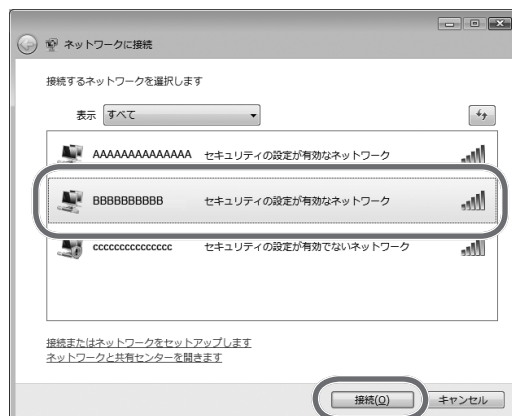 ネットワークに接続
接続するネットワークを選択します
表示 すべて
AAAAAAAAAAAAAA セキュリティの設定が有効なネットワーク
BBBBBBBBBB セキュリティの設定が有効なネットワーク
cccccccccccccc セキュリティの設定が有効でないネットワーク
接続またはネットワークをセットアップします
ネットワークと共有センターを開きます
接続(O) キャンセル